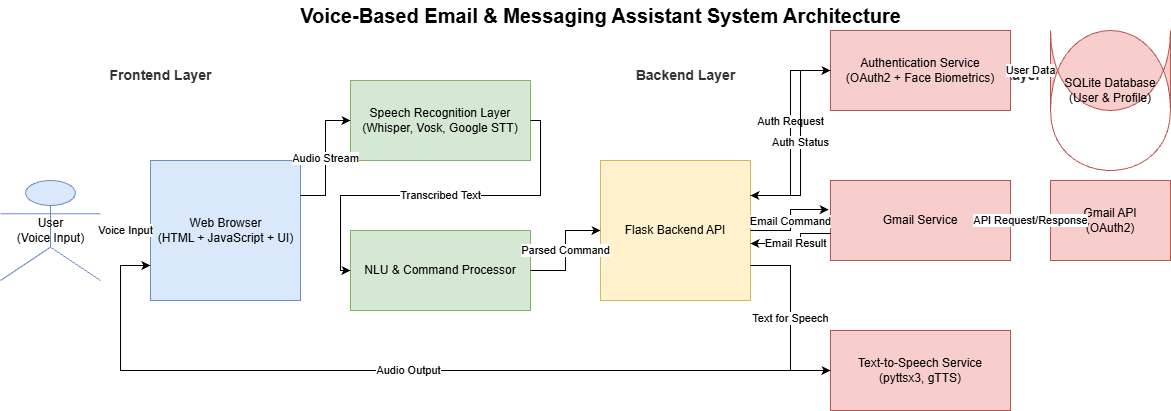 Voice-Based Email & Messaging Assistant System Architecture
Frontend Layer
Backend Layer
User
(Voice Input)
Voice Input
Web Browser
(HTML + JavaScript + UI)
Audio Stream
Speech Recognition Layer
(Whisper, Vosk, Google STT)
Transcribed Text
NLU & Command Processor
Parsed Command
Flask Backend API
Auth Request
Auth Status
Authentication Service
(OAuth2 + Face Biometrics)
User Data
SQLite Database
(User & Profile)
Email Command
Email Result
Gmail Service
API Request/Response
Gmail API
(OAuth2)
Text for Speech
Text-to-Speech Service
(pyttsx3, gTTS)
Audio Output